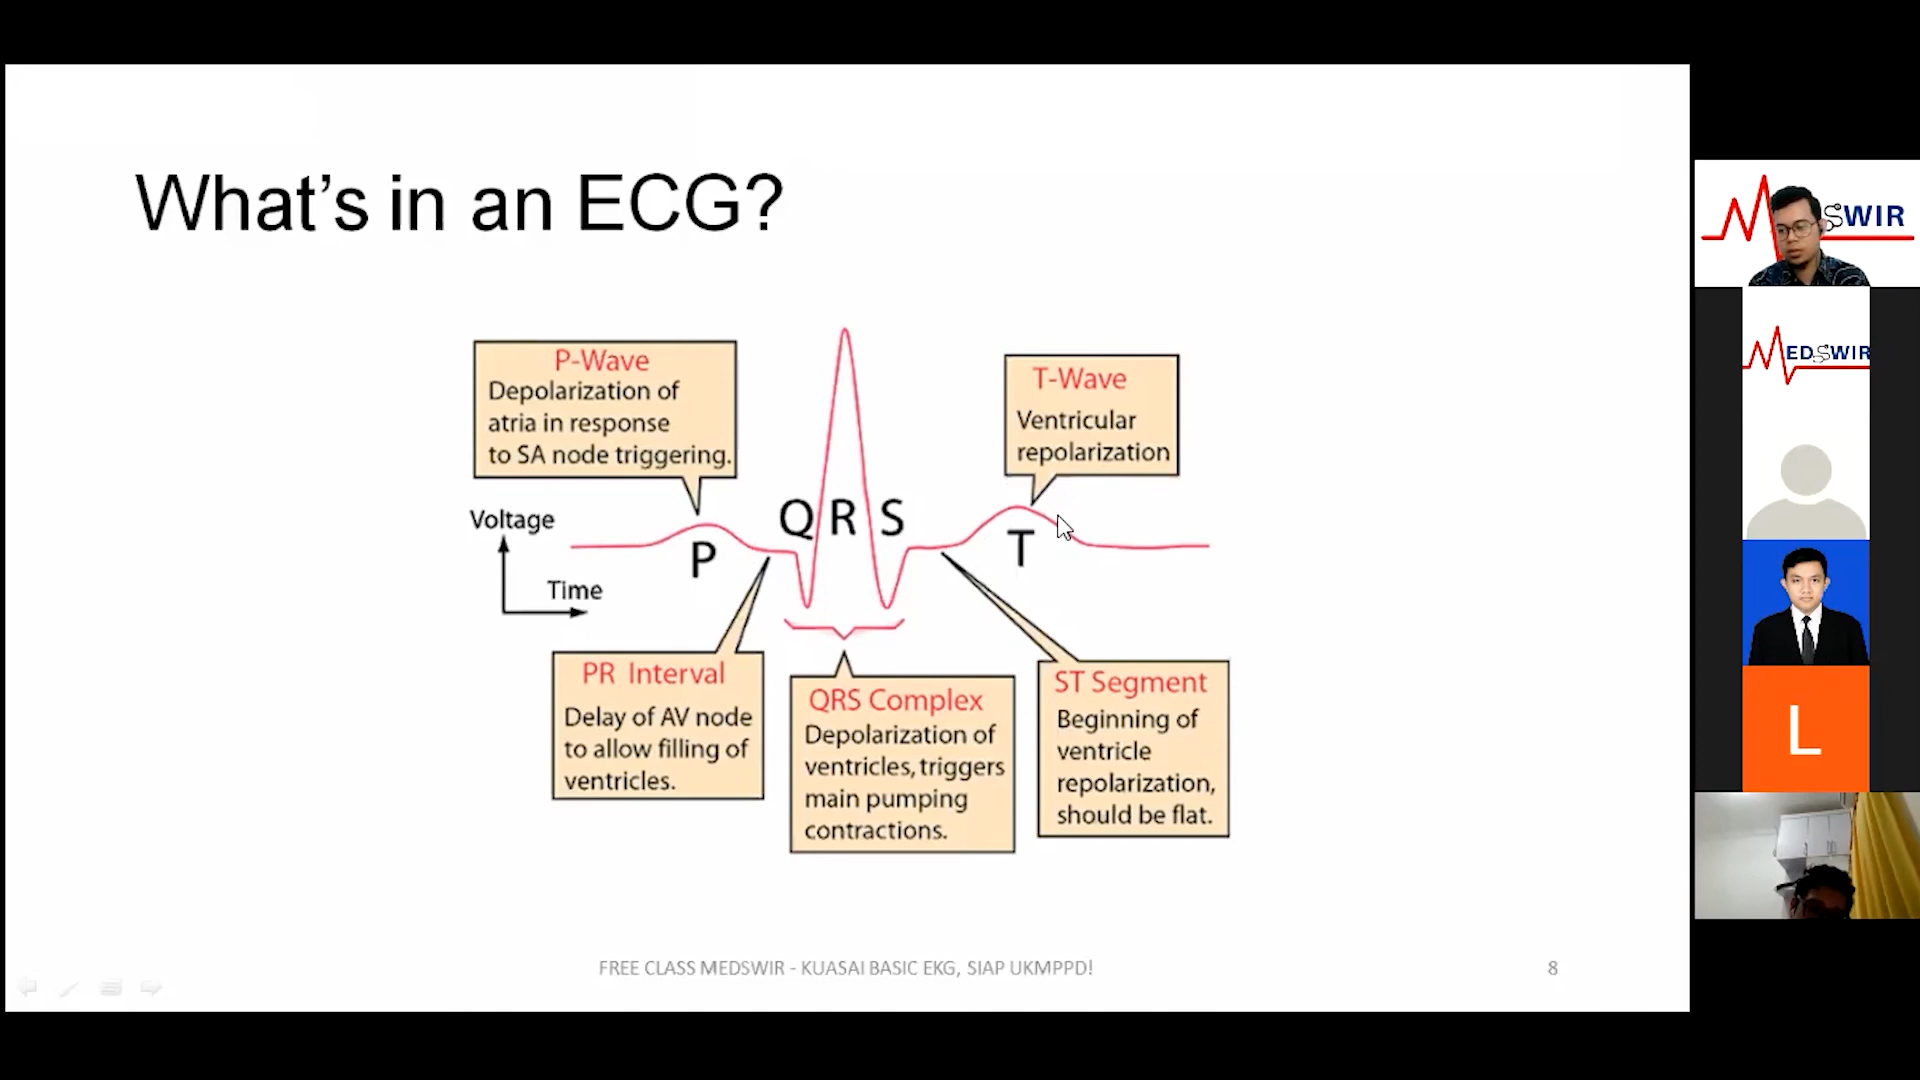 What's in an ECG?
P-Wave
Depolarization of
atria in response
to SA node triggering.
T-Wave
Ventricular
repolarization
Q R S
Voltage
P
T
Time
PR Interval
Delay of AV node
to allow filling of
ventricles.
QRS Complex
Depolarization of
ventricles, triggers
main pumping
contractions.
ST Segment
Beginning of
ventricle
repolarization,
should be flat.
FREE CLASS MEDSWIR - KUASAI BASIC EKG, SIAP UKMPPD!
8
SWIR
MEDSWIR
L